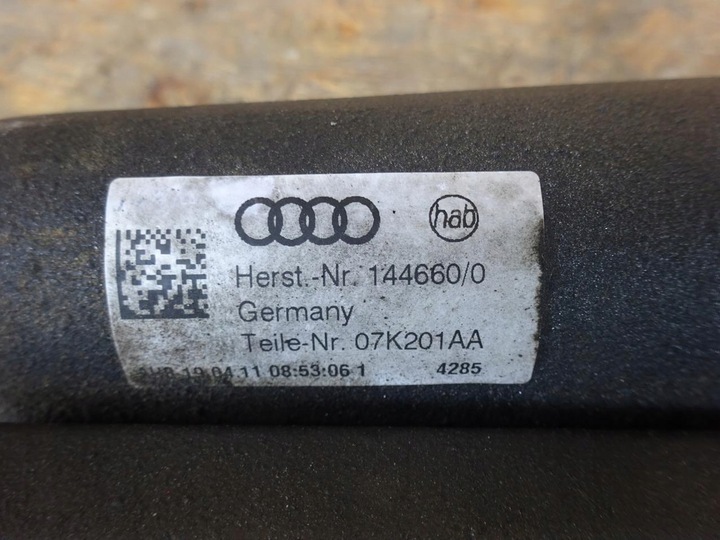 hab
Herst.-Nr. 144660/0
Germany
Teile-Nr. 07K201AA
19.04.11 08:53:06 1 4285